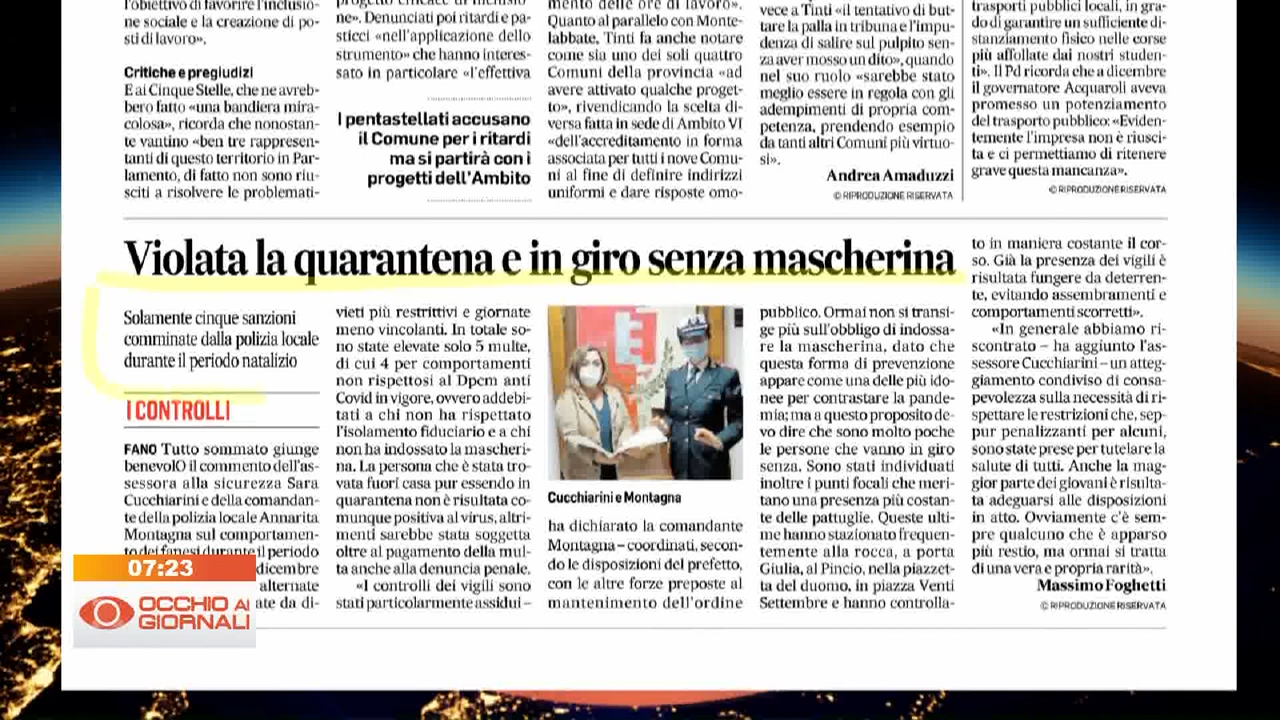 l'obiettivo di favorire l'inclusio-
ne sociale e la creazione di po-
sti di lavoro».
Critiche e pregiudizi
E ai Cinque Stelle, che ne avreb-
bero fatto «una bandiera mira-
colosa», ricorda che nonostan-
te vantino «ben tre rappresen-
tanti di questo territorio in Par-
lamento, di fatto non sono riu-
sciti a risolvere le problemati-
ne». Denunciati poi ritardi e pa-
sticci «nell'applicazione dello
strumento» che hanno interes-
sato in particolare «l'effettiva
I pentastellati accusano
il Comune per i ritardi
ma si partirà con i
progetti dell'Ambito
mento delle ore di lavoro».
Quanto al parallelo con Monte-
labbate, Tinti fa anche notare
come sia uno dei soli quattro
Comuni della provincia «ad
avere attivato qualche proget-
to», rivendicando la scelta di-
versa fatta in sede di Ambito VI
«dell'accreditamento in forma
associata per tutti i nove Comu-
ni al fine di definire indirizzi
uniformi e dare risposte omo-
vece a Tinti «il tentativo di but-
tare la palla in tribuna e l'impu-
denza di salire sul pulpito sen-
za aver mosso un dito», quando
nel suo ruolo «sarebbe stato
meglio essere in regola con gli
adempimenti di propria com-
petenza, prendendo esempio
da tanti altri Comuni più virtuo-
si».
Andrea Amaduzzi
© RIPRODUZIONE RISERVATA
trasporti pubblici locali, in gra-
do di garantire un sufficiente di-
stanziamento fisico nelle corse
più affollate dai nostri studen-
ti». Il Pd ricorda che a dicembre
il governatore Acquaroli aveva
promesso un potenziamento
del trasporto pubblico: «Eviden-
temente l'impresa non è riusci-
ta e ci permettiamo di ritenere
grave questa mancanza».
© RIPRODUZIONE RISERVATA
Violata la quarantena e in giro senza mascherina
Solamente cinque sanzioni
comminate dalla polizia locale
durante il periodo natalizio
I CONTROLLI
FANO Tutto sommato giunge
benevolO il commento dell'as-
sessora alla sicurezza Sara
Cucchiarini e della comandan-
te della polizia locale Annarita
Montagna sul comportamen-
to dei fanesi durante il periodo
dicembre
alternate
ate da di-
vieti più restrittivi e giornate
meno vincolanti. In totale so-
no state elevate solo 5 multe,
di cui 4 per comportamenti
non rispettosi al Dpcm anti
Covid in vigore, ovvero addebi-
tati a chi non ha rispettato
l'isolamento fiduciario e a chi
non ha indossato la mascheri-
na. La persona che è stata tro-
vata fuori casa pur essendo in
quarantena non è risultata co-
munque positiva al virus, altri-
menti sarebbe stata soggetta
oltre al pagamento della mul-
ta anche alla denuncia penale.
«I controlli dei vigili sono
stati particolarmente assidui –
Cucchiarini e Montagna
ha dichiarato la comandante
Montagna – coordinati, secon-
do le disposizioni del prefetto,
con le altre forze preposte al
mantenimento dell'ordine
pubblico. Ormai non si transi-
ge più sull'obbligo di indossa-
re la mascherina, dato che
questa forma di prevenzione
appare come una delle più ido-
nee per contrastare la pande-
mia; ma a questo proposito de-
vo dire che sono molto poche
le persone che vanno in giro
senza. Sono stati individuati
inoltre i punti focali che meri-
tano una presenza più costan-
te delle pattuglie. Queste ulti-
me hanno stazionato frequen-
temente alla rocca, a porta
Giulia, al Pincio, nella piazzet-
ta del duomo, in piazza Venti
Settembre e hanno controlla-
to in maniera costante il cor-
so. Già la presenza dei vigili è
risultata fungere da deterren-
te, evitando assembramenti e
comportamenti scorretti».
«In generale abbiamo ri-
scontrato – ha aggiunto l'as-
sessore Cucchiarini – un atteg-
giamento condiviso di consa-
pevolezza sulla necessità di ri-
spettare le restrizioni che, sep-
pur penalizzanti per alcuni,
sono state prese per tutelare la
salute di tutti. Anche la mag-
gior parte dei giovani è risulta-
ta adeguarsi alle disposizioni
in atto. Ovviamente c'è sem-
pre qualcuno che è apparso
più restio, ma ormai si tratta
di una vera e propria rarità».
Massimo Foghetti
© RIPRODUZIONE RISERVATA
07:23
OCCHIO AI
GIORNALI